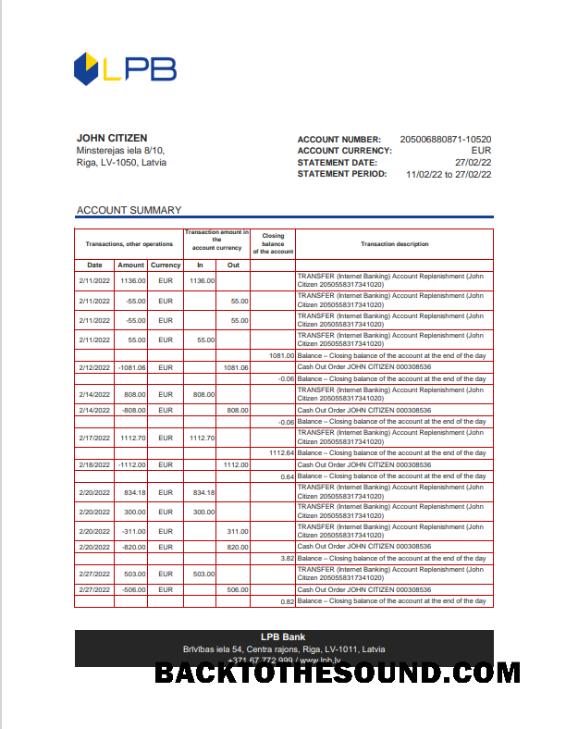 LPB
JOHN CITIZEN
Minsterejas iela 8/10,
Riga, LV-1050, Latvia
ACCOUNT NUMBER: 205006880871-10520
ACCOUNT CURRENCY: EUR
STATEMENT DATE: 27/02/22
STATEMENT PERIOD: 11/02/22 to 27/02/22
ACCOUNT SUMMARY
Transactions, other operations
Transaction amount in
the
account currency
Closing
balance
of the account
Transaction description
Date Amount Currency In Out
2/11/2022 1136.00 EUR 1136.00 TRANSFER (Internet Banking) Account Replenishment (John
Citizen 2050558317341020)
2/11/2022 -55.00 EUR 55.00 TRANSFER (Internet Banking) Account Replenishment (John
Citizen 2050558317341020)
2/11/2022 -55.00 EUR 55.00 TRANSFER (Internet Banking) Account Replenishment (John
Citizen 2050558317341020)
2/11/2022 55.00 EUR 55.00 TRANSFER (Internet Banking) Account Replenishment (John
Citizen 2050558317341020)
1081.00 Balance – Closing balance of the account at the end of the day
2/12/2022 -1081.06 EUR 1081.06 Cash Out Order JOHN CITIZEN 000308536
-0.06 Balance – Closing balance of the account at the end of the day
2/14/2022 808.00 EUR 808.00 TRANSFER (Internet Banking) Account Replenishment (John
Citizen 2050558317341020)
2/14/2022 -808.00 EUR 808.00 Cash Out Order JOHN CITIZEN 000308536
-0.06 Balance – Closing balance of the account at the end of the day
2/17/2022 1112.70 EUR 1112.70 TRANSFER (Internet Banking) Account Replenishment (John
Citizen 2050558317341020)
1112.64 Balance – Closing balance of the account at the end of the day
2/18/2022 -1112.00 EUR 1112.00 Cash Out Order JOHN CITIZEN 000308536
0.64 Balance – Closing balance of the account at the end of the day
2/20/2022 834.18 EUR 834.18 TRANSFER (Internet Banking) Account Replenishment (John
Citizen 2050558317341020)
2/20/2022 300.00 EUR 300.00 TRANSFER (Internet Banking) Account Replenishment (John
Citizen 2050558317341020)
2/20/2022 -311.00 EUR 311.00 TRANSFER (Internet Banking) Account Replenishment (John
Citizen 2050558317341020)
2/20/2022 -820.00 EUR 820.00 Cash Out Order JOHN CITIZEN 000308536
3.82 Balance – Closing balance of the account at the end of the day
2/27/2022 503.00 EUR 503.00 TRANSFER (Internet Banking) Account Replenishment (John
Citizen 2050558317341020)
2/27/2022 -506.00 EUR 506.00 Cash Out Order JOHN CITIZEN 000308536
0.82 Balance – Closing balance of the account at the end of the day
LPB Bank
Brīvības iela 54, Centra rajons, Riga, LV-1011, Latvia
+371 67 772 999 / www.lpb.lv
BACKTOTHESOUND.COM